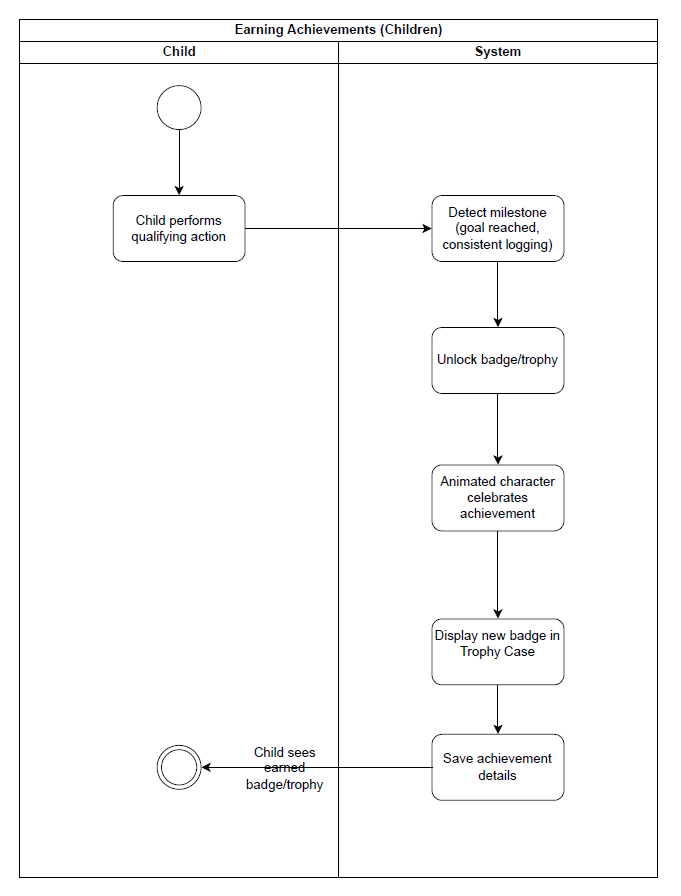 Earning Achievements (Children)
Child
System
Child performs
qualifying action
Detect milestone
(goal reached,
consistent logging)
Unlock badge/trophy
Animated character
celebrates
achievement
Display new badge in
Trophy Case
Save achievement
details
Child sees
earned
badge/trophy